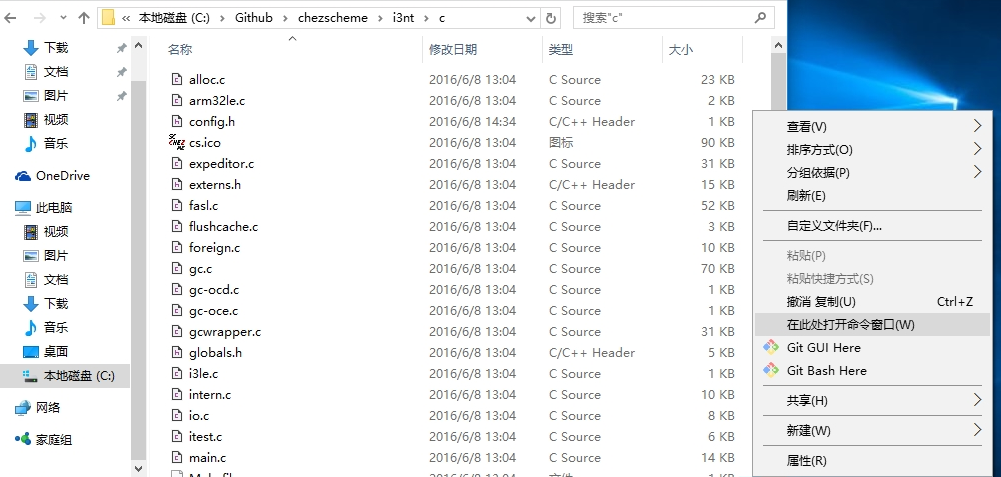 « 本地磁盘 (C:) › Github › chezscheme › i3nt › c
搜索"c"
下载
文档
图片
视频
音乐
OneDrive
此电脑
视频
图片
文档
下载
音乐
桌面
本地磁盘 (C:)
网络
家庭组
名称 修改日期 类型 大小
alloc.c 2016/6/8 13:04 C Source 23 KB
arm32le.c 2016/6/8 13:04 C Source 2 KB
config.h 2016/6/8 14:34 C/C++ Header 1 KB
cs.ico 2016/6/8 13:04 图标 90 KB
expeditor.c 2016/6/8 13:04 C Source 31 KB
externs.h 2016/6/8 13:04 C/C++ Header 15 KB
fasl.c 2016/6/8 13:04 C Source 52 KB
flushcache.c 2016/6/8 13:04 C Source 3 KB
foreign.c 2016/6/8 13:04 C Source 10 KB
gc.c 2016/6/8 13:04 C Source 70 KB
gc-ocd.c 2016/6/8 13:04 C Source 1 KB
gc-oce.c 2016/6/8 13:04 C Source 1 KB
gcwrapper.c 2016/6/8 13:04 C Source 31 KB
globals.h 2016/6/8 13:04 C/C++ Header 5 KB
i3le.c 2016/6/8 13:04 C Source 1 KB
intern.c 2016/6/8 13:04 C Source 10 KB
io.c 2016/6/8 13:04 C Source 8 KB
itest.c 2016/6/8 13:04 C Source 6 KB
main.c 2016/6/8 13:04 C Source 14 KB
查看(V)
排序方式(O)
分组依据(P)
刷新(E)
自定义文件夹(F)...
粘贴(P)
粘贴快捷方式(S)
撤消 复制(U) Ctrl+Z
在此处打开命令窗口(W)
Git GUI Here
Git Bash Here
共享(H)
新建(W)
属性(R)